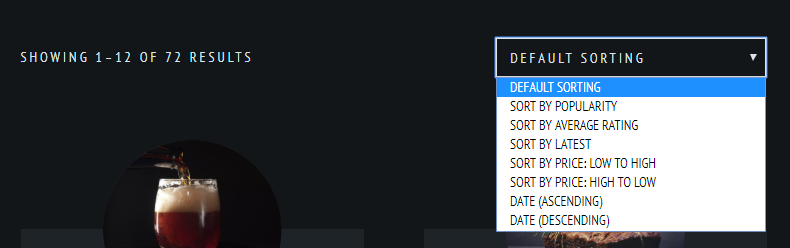 SHOWING 1–12 OF 72 RESULTS
DEFAULT SORTING
DEFAULT SORTING
SORT BY POPULARITY
SORT BY AVERAGE RATING
SORT BY LATEST
SORT BY PRICE: LOW TO HIGH
SORT BY PRICE: HIGH TO LOW
DATE (ASCENDING)
DATE (DESCENDING)